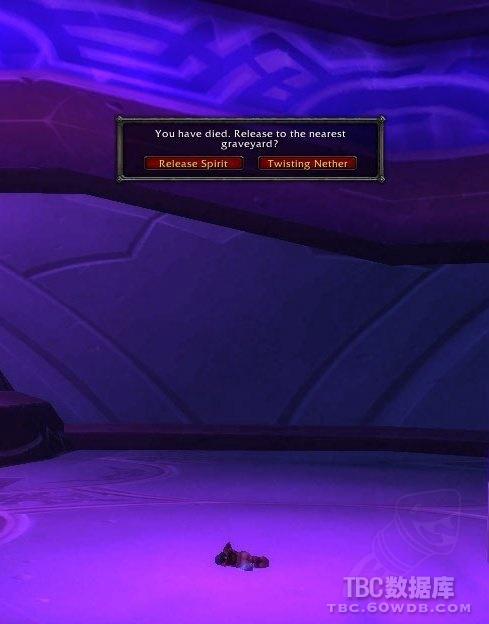 You have died. Release to the nearest
graveyard?
Release Spirit
Twisting Nether
TBC数据库
TBC.60WDB.COM